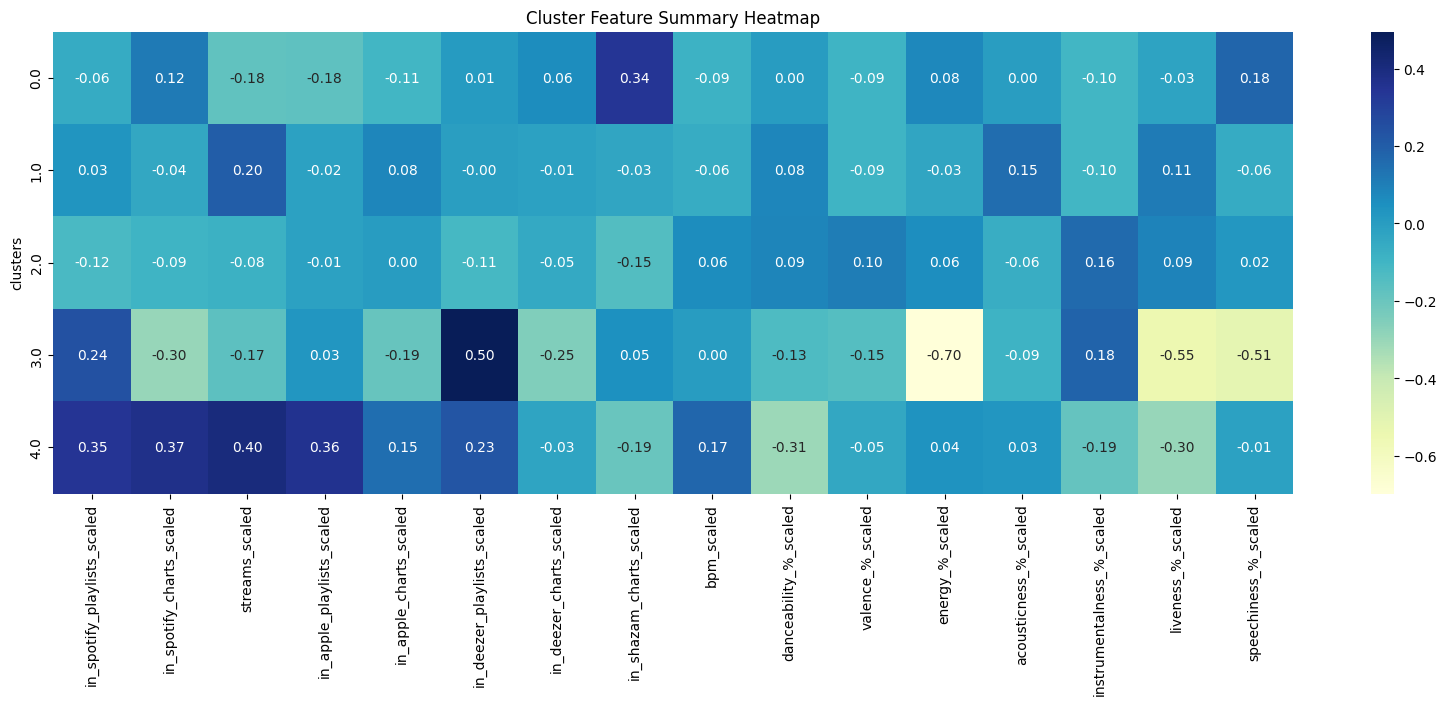 Cluster Feature Summary Heatmap
clusters
0.0 -0.06 0.12 -0.18 -0.18 -0.11 0.01 0.06 0.34 -0.09 0.00 -0.09 0.08 0.00 -0.10 -0.03 0.18
1.0 0.03 -0.04 0.20 -0.02 0.08 -0.00 -0.01 -0.03 -0.06 0.08 -0.09 -0.03 0.15 -0.10 0.11 -0.06
2.0 -0.12 -0.09 -0.08 -0.01 0.00 -0.11 -0.05 -0.15 0.06 0.09 0.10 0.06 -0.06 0.16 0.09 0.02
3.0 0.24 -0.30 -0.17 0.03 -0.19 0.50 -0.25 0.05 0.00 -0.13 -0.15 -0.70 -0.09 0.18 -0.55 -0.51
4.0 0.35 0.37 0.40 0.36 0.15 0.23 -0.03 -0.19 0.17 -0.31 -0.05 0.04 0.03 -0.19 -0.30 -0.01
in_spotify_playlists_scaled
in_spotify_charts_scaled
streams_scaled
in_apple_playlists_scaled
in_apple_charts_scaled
in_deezer_playlists_scaled
in_deezer_charts_scaled
in_shazam_charts_scaled
bpm_scaled
danceability_%_scaled
valence_%_scaled
energy_%_scaled
acousticness_%_scaled
instrumentalness_%_scaled
liveness_%_scaled
speechiness_%_scaled
0.4
0.2
0.0
−0.2
−0.4
−0.6